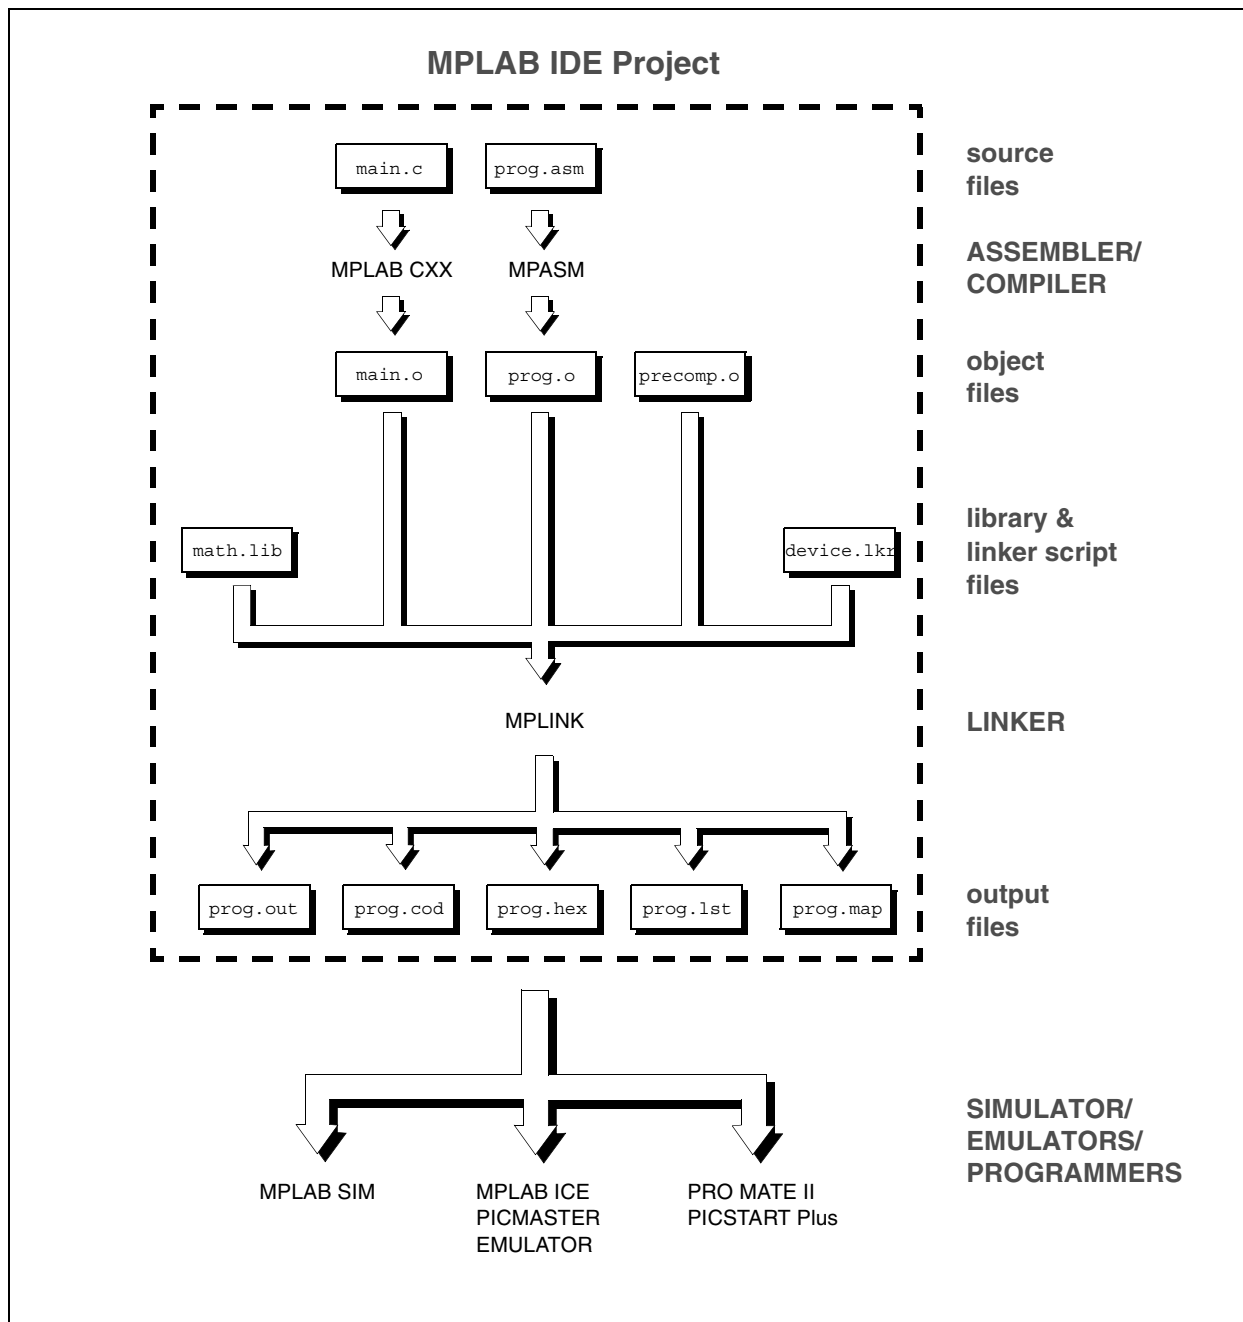 MPLAB IDE Project
main.c
prog.asm
source
files
MPLAB CXX
MPASM
ASSEMBLER/
COMPILER
main.o
prog.o
precomp.o
object
files
math.lib
device.lkr
library &
linker script
files
MPLINK
LINKER
prog.out
prog.cod
prog.hex
prog.lst
prog.map
output
files
SIMULATOR/
EMULATORS/
PROGRAMMERS
MPLAB SIM
MPLAB ICE
PICMASTER
EMULATOR
PRO MATE II
PICSTART Plus